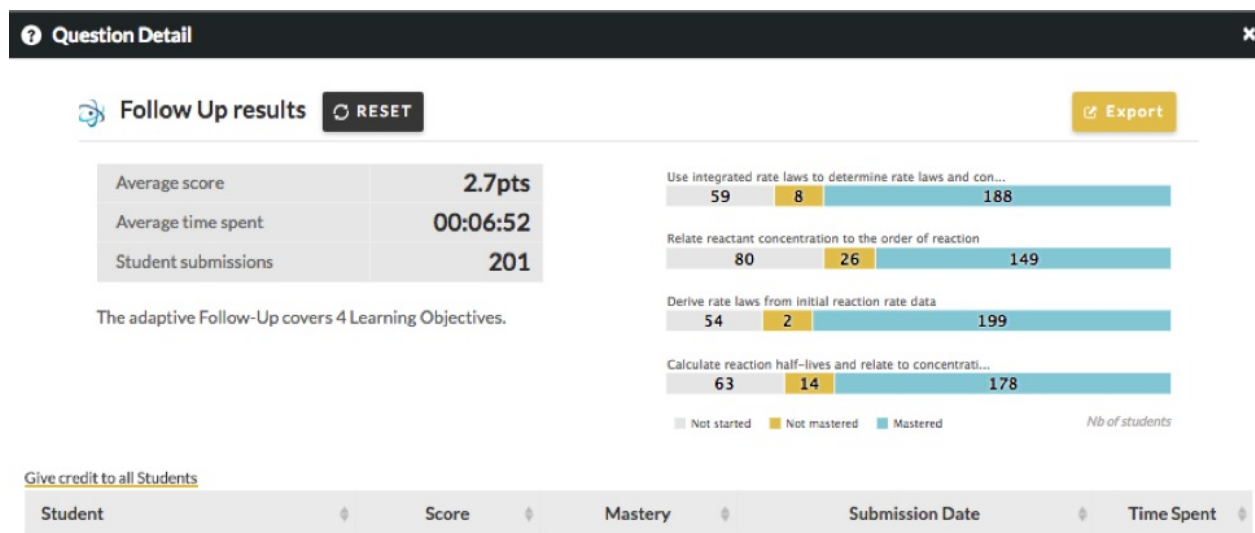 Question Detail
Follow Up results RESET Export
Average score 2.7pts
Average time spent 00:06:52
Student submissions 201
The adaptive Follow-Up covers 4 Learning Objectives.
Use integrated rate laws to determine rate laws and con...
59 8 188
Relate reactant concentration to the order of reaction
80 26 149
Derive rate laws from initial reaction rate data
54 2 199
Calculate reaction half-lives and relate to concentrati...
63 14 178
Not started Not mastered Mastered Nb of students
Give credit to all Students
Student Score Mastery Submission Date Time Spent